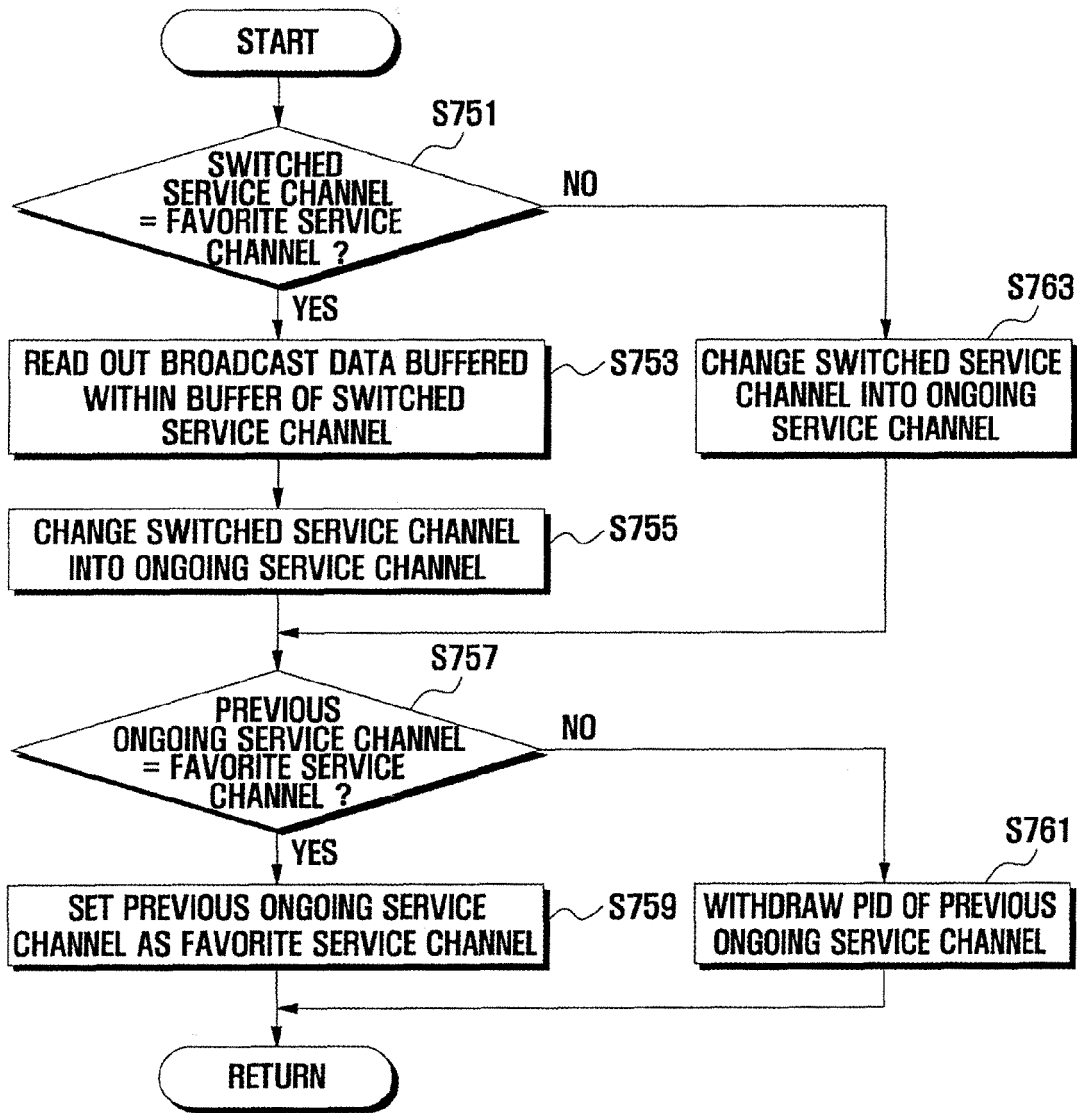 START
S751
SWITCHED
SERVICE CHANNEL
= FAVORITE SERVICE
CHANNEL ?
NO
YES
S763
READ OUT BROADCAST DATA BUFFERED
WITHIN BUFFER OF SWITCHED
SERVICE CHANNEL
S753
CHANGE SWITCHED SERVICE
CHANNEL INTO ONGOING
SERVICE CHANNEL
CHANGE SWITCHED SERVICE CHANNEL
INTO ONGOING SERVICE CHANNEL
S755
S757
PREVIOUS
ONGOING SERVICE CHANNEL
= FAVORITE SERVICE
CHANNEL ?
NO
YES
S761
SET PREVIOUS ONGOING SERVICE
CHANNEL AS FAVORITE SERVICE CHANNEL
S759
WITHDRAW PID OF PREVIOUS
ONGOING SERVICE CHANNEL
RETURN